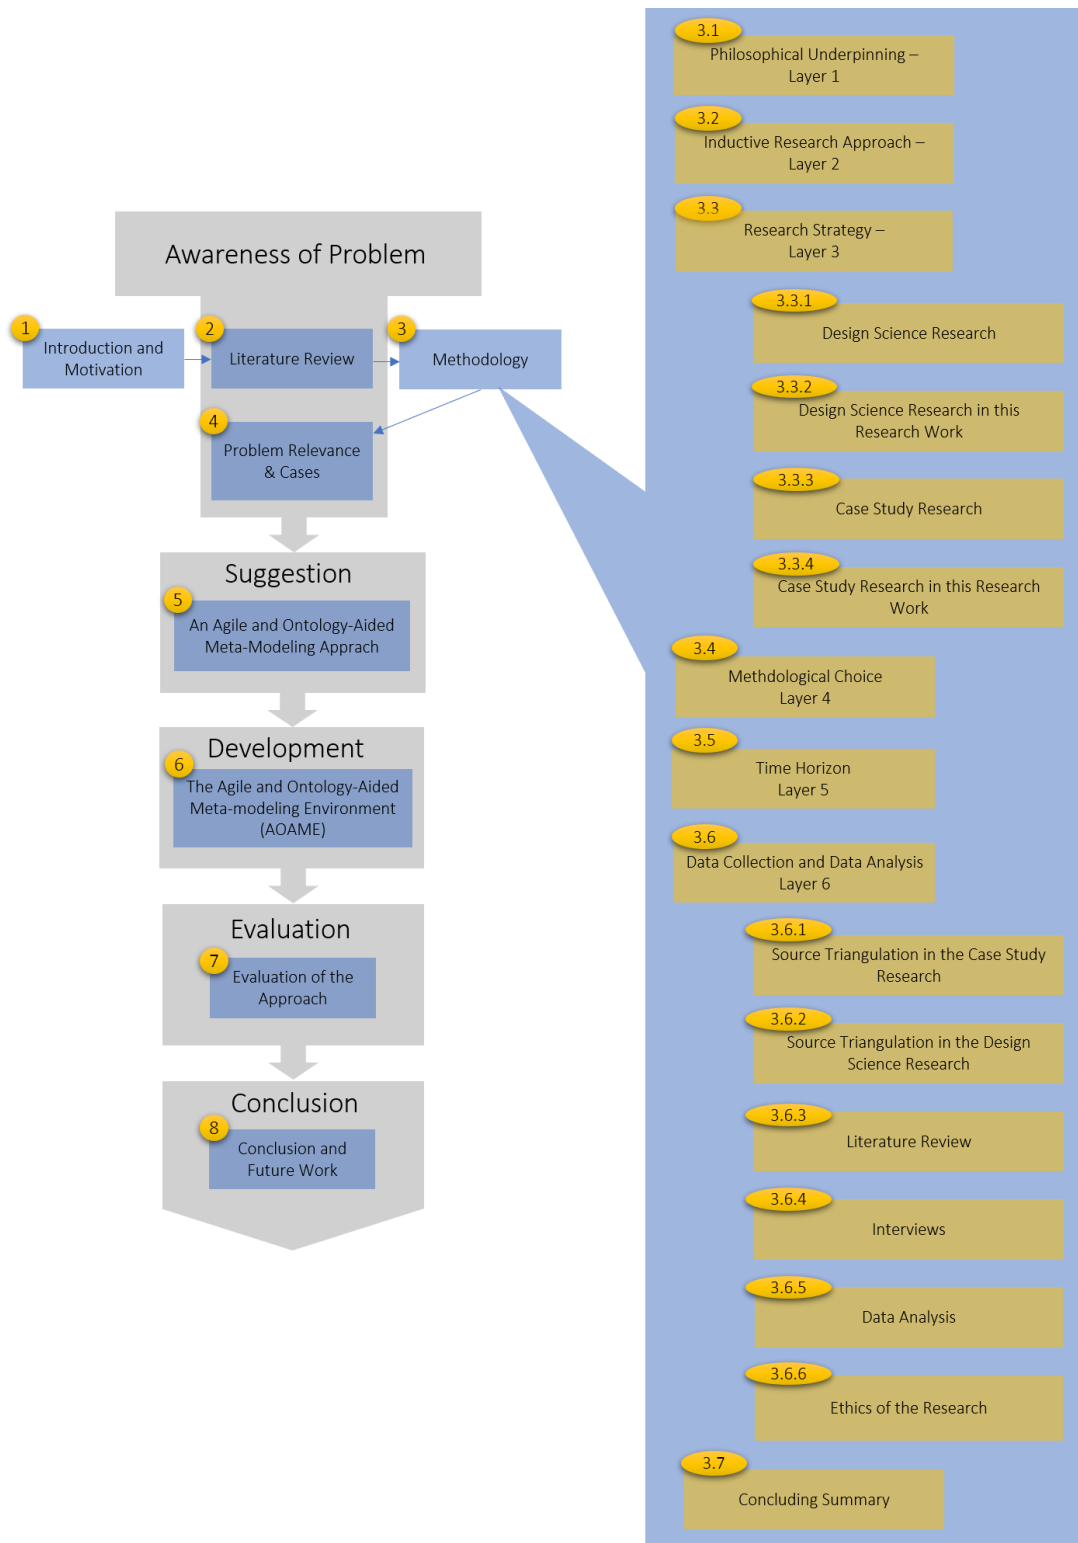 Awareness of Problem
1
Introduction and
Motivation
2
Literature Review
3
Methodology
4
Problem Relevance
& Cases
Suggestion
5
An Agile and Ontology-Aided
Meta-Modeling Apprach
Development
6
The Agile and Ontology-Aided
Meta-modeling Environment
(AOAME)
Evaluation
7
Evaluation of the
Approach
Conclusion
8
Conclusion and
Future Work
3.1
Philosophical Underpinning –
Layer 1
3.2
Inductive Research Approach –
Layer 2
3.3
Research Strategy –
Layer 3
3.3.1
Design Science Research
3.3.2
Design Science Research in this
Research Work
3.3.3
Case Study Research
3.3.4
Case Study Research in this Research
Work
3.4
Methdological Choice
Layer 4
3.5
Time Horizon
Layer 5
3.6
Data Collection and Data Analysis
Layer 6
3.6.1
Source Triangulation in the Case Study
Research
3.6.2
Source Triangulation in the Design
Science Research
3.6.3
Literature Review
3.6.4
Interviews
3.6.5
Data Analysis
3.6.6
Ethics of the Research
3.7
Concluding Summary